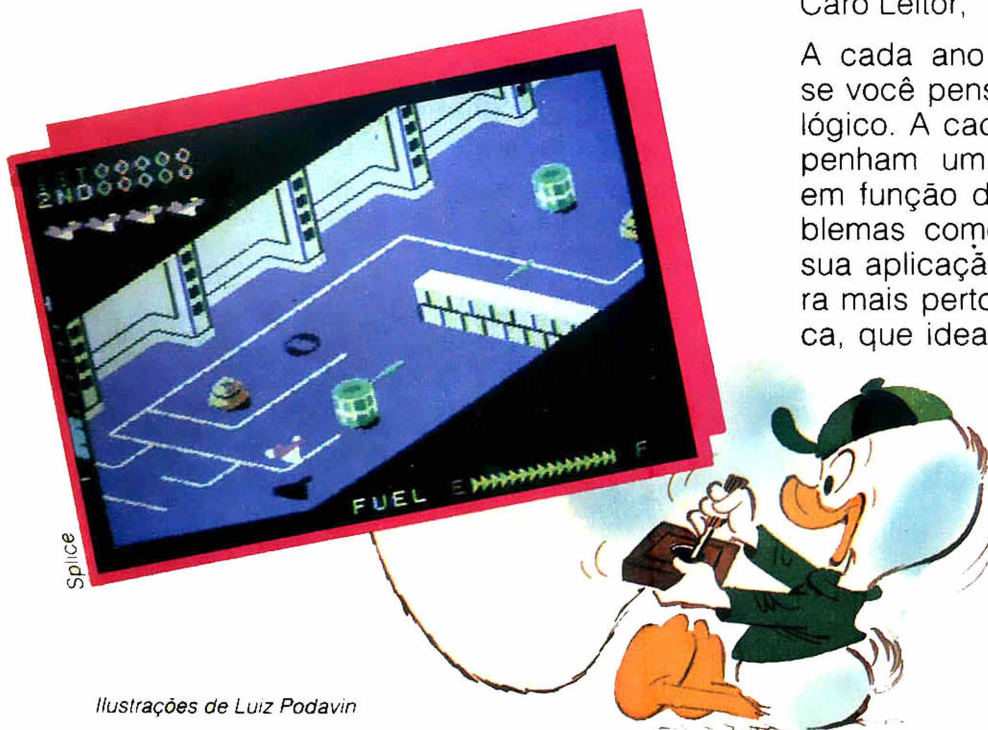 Caro Leitor,
A cada ano
se você pens
lógico. A cad
penham um
em função d
blemas com
sua aplicaçã
ra mais perto
ca, que idea
2ND
FUEL E F
Splice
Ilustrações de Luiz Podavin